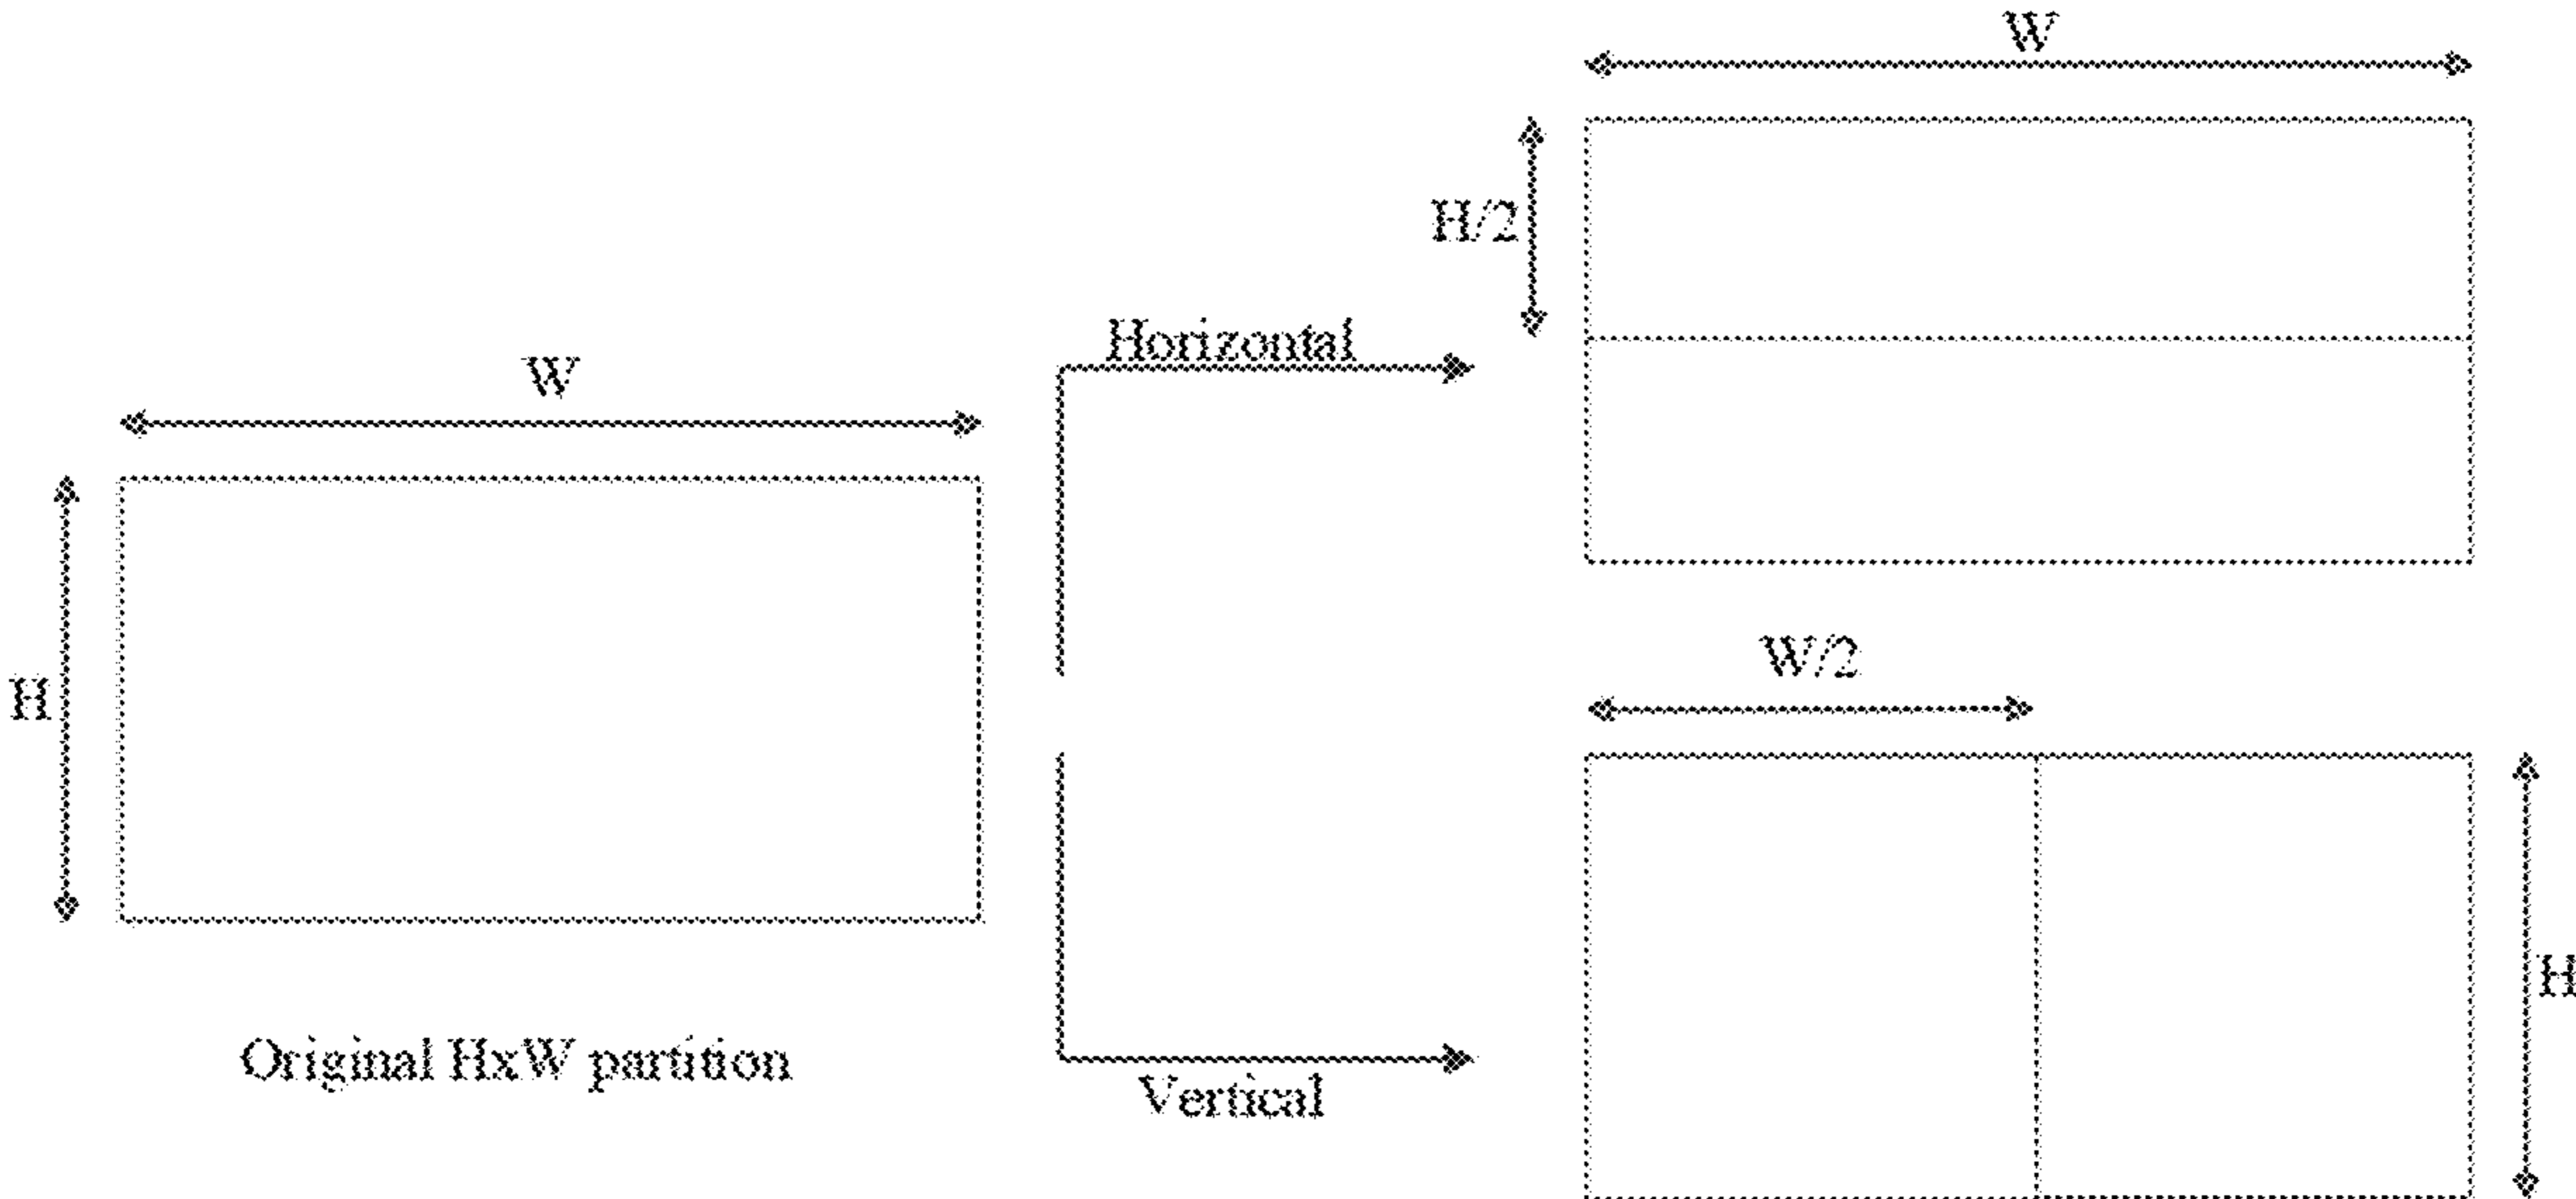 W
H
Original HxW partition
Horizontal
Vertical
W
H/2
W/2
H